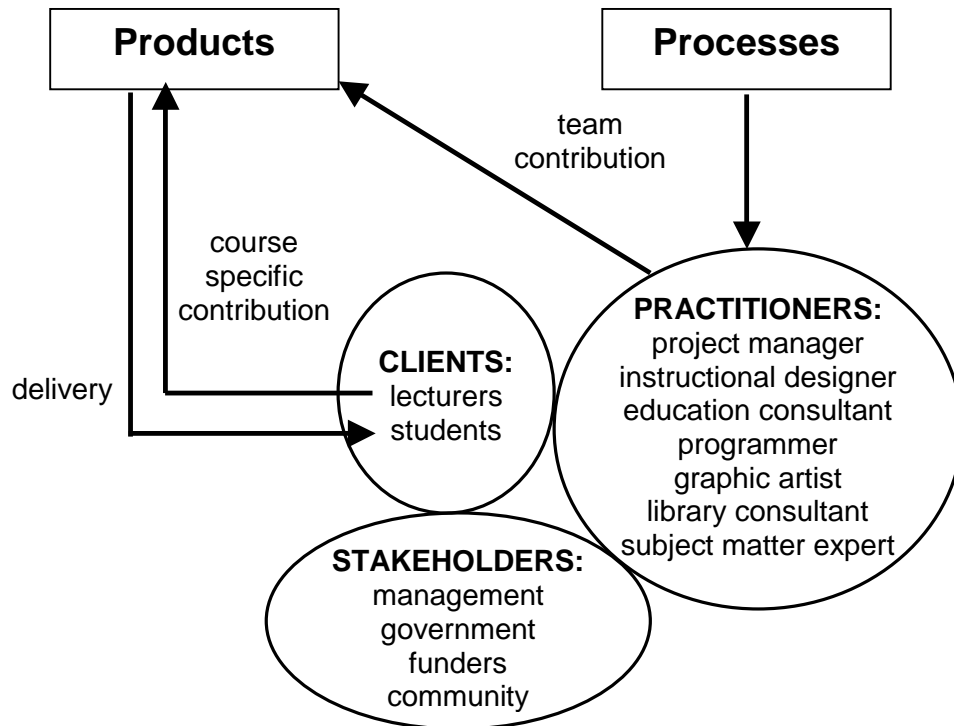 Products
Processes
team
contribution
course
specific
contribution
delivery
CLIENTS:
lecturers
students
PRACTITIONERS:
project manager
instructional designer
education consultant
programmer
graphic artist
library consultant
subject matter expert
STAKEHOLDERS:
management
government
funders
community